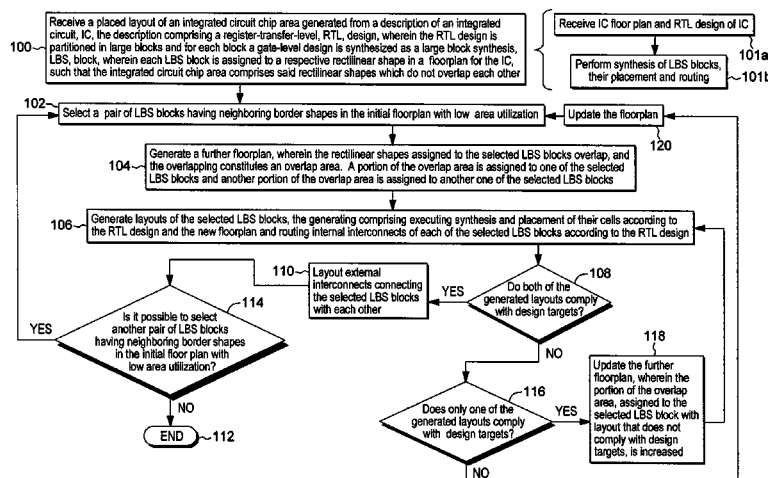 100
Receive a placed layout of an integrated circuit chip area generated from a description of an integrated
circuit, IC, the description comprising a register-transfer-level, RTL, design, wherein the RTL design is
partitioned in large blocks and for each block a gate-level design is synthesized as a large block synthesis,
LBS, block, wherein each LBS block is assigned to a respective rectilinear shape in a floorplan for the IC,
such that the integrated circuit chip area comprises said rectilinear shapes which do not overlap each other
Receive IC floor plan and RTL design of IC
101a
Perform synthesis of LBS blocks,
their placement and routing
101b
102
Select a pair of LBS blocks having neighboring border shapes in the initial floorplan with low area utilization
Update the floorplan
120
104
Generate a further floorplan, wherein the rectilinear shapes assigned to the selected LBS blocks overlap, and
the overlapping constitutes an overlap area. A portion of the overlap area is assigned to one of the selected
LBS blocks and another portion of the overlap area is assigned to another one of the selected LBS blocks
106
Generate layouts of the selected LBS blocks, the generating comprising executing synthesis and placement of their cells according to
the RTL design and the new floorplan and routing internal interconnects of each of the selected LBS blocks according to the RTL design
108
Do both of the
generated layouts comply
with design targets?
YES
NO
110
Layout external
interconnects connecting
the selected LBS blocks
with each other
114
Is it possible to select
another pair of LBS blocks
having neighboring border shapes
in the initial floor plan with
low area utilization?
YES
NO
END
112
116
Does only one of the
generated layouts comply
with design targets?
YES
NO
118
Update the further
floorplan, wherein the
portion of the overlap
area, assigned to the
selected LBS block with
layout that does not
comply with design
targets, is increased